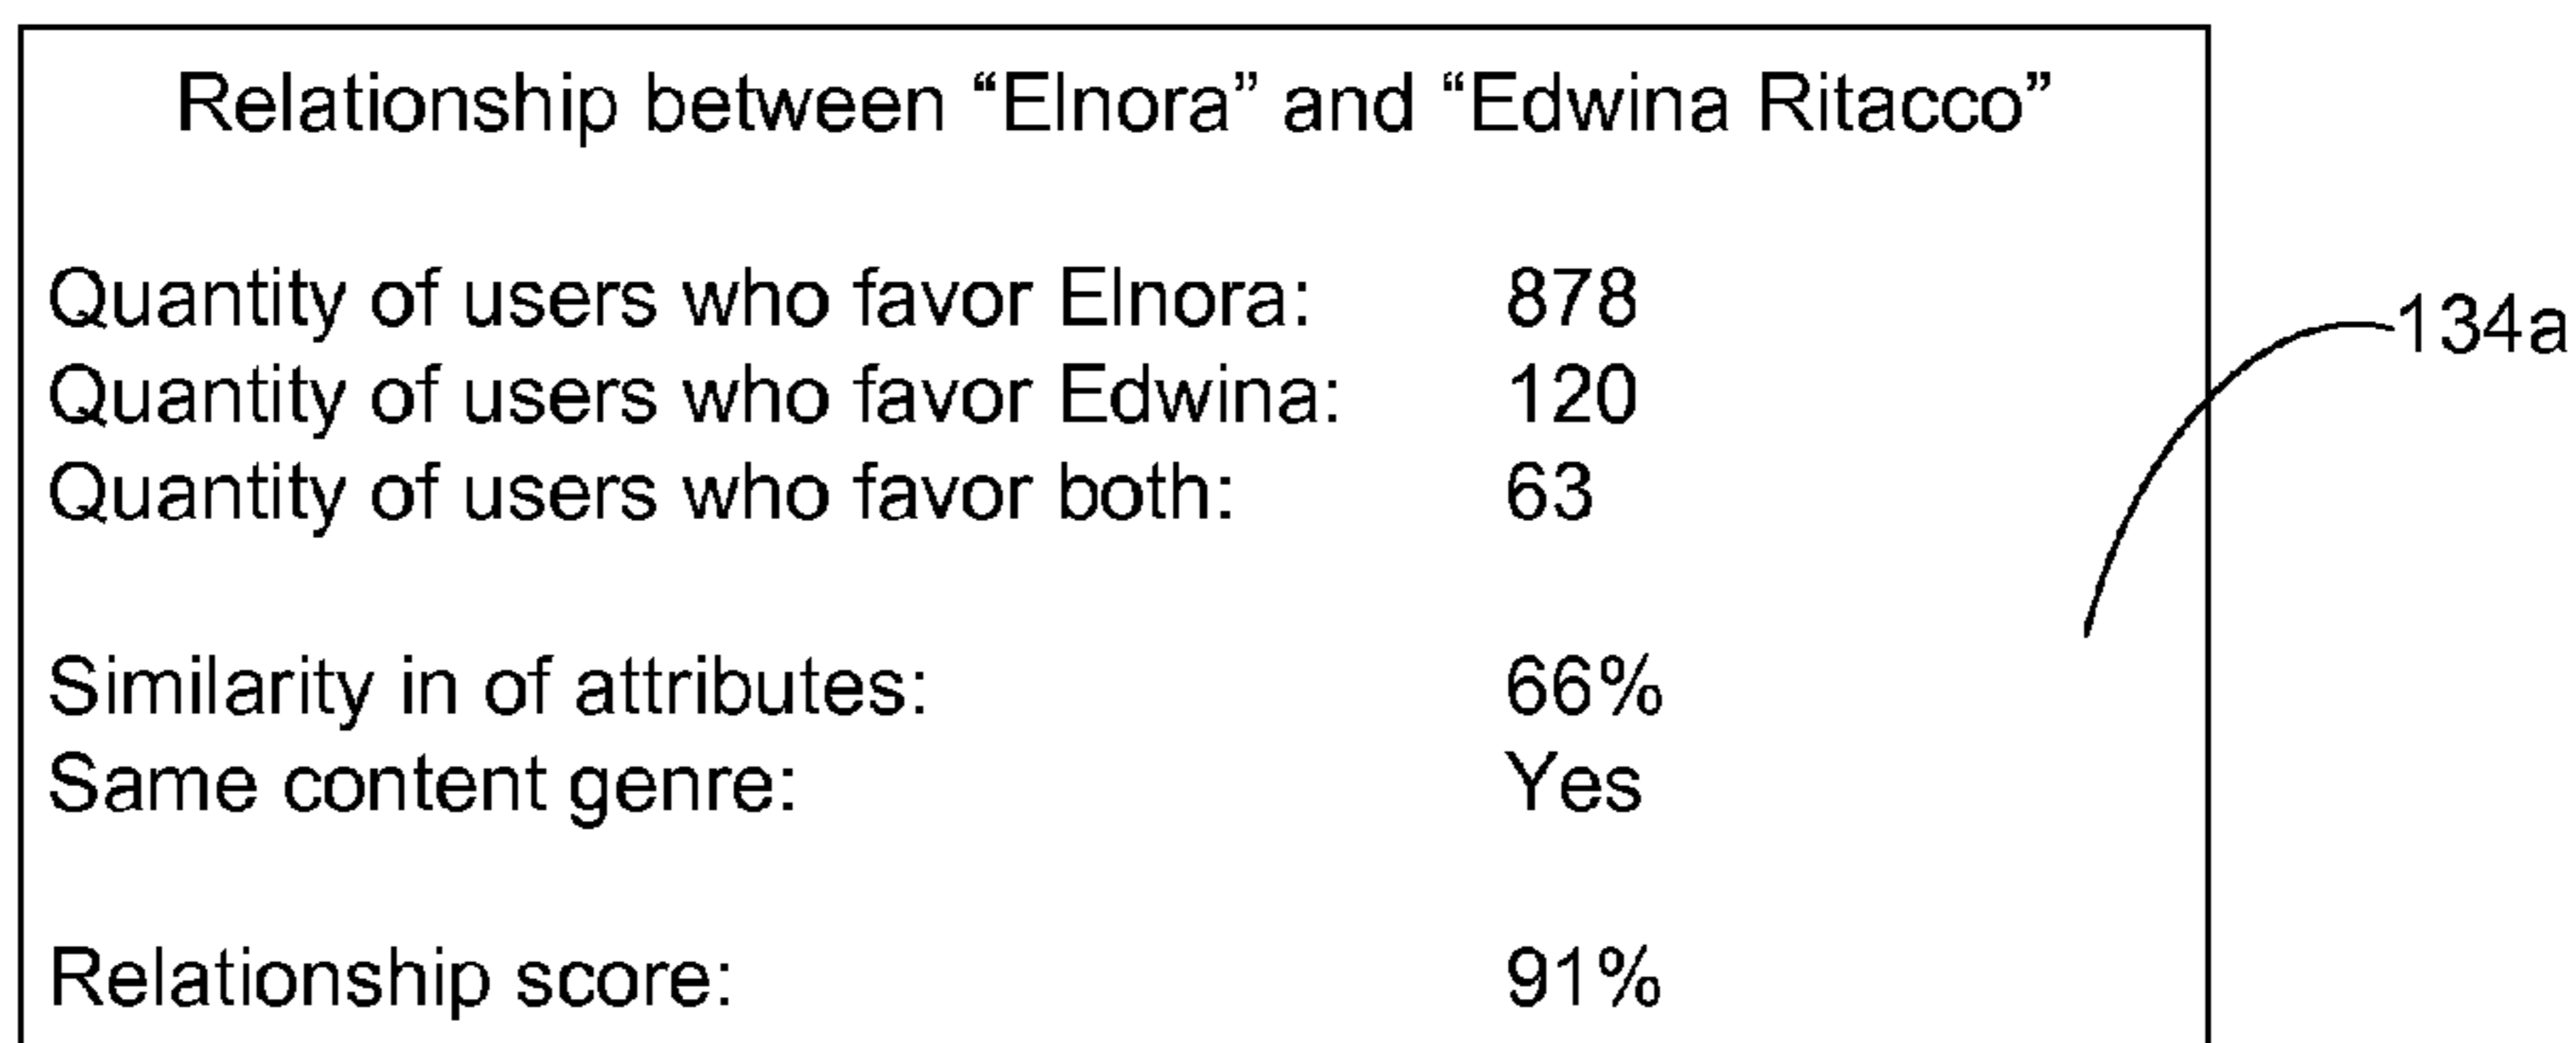 Relationship between “Elnora” and “Edwina Ritacco”
Quantity of users who favor Elnora: 878
Quantity of users who favor Edwina: 120
Quantity of users who favor both: 63
Similarity in of attributes: 66%
Same content genre: Yes
Relationship score: 91%
134a